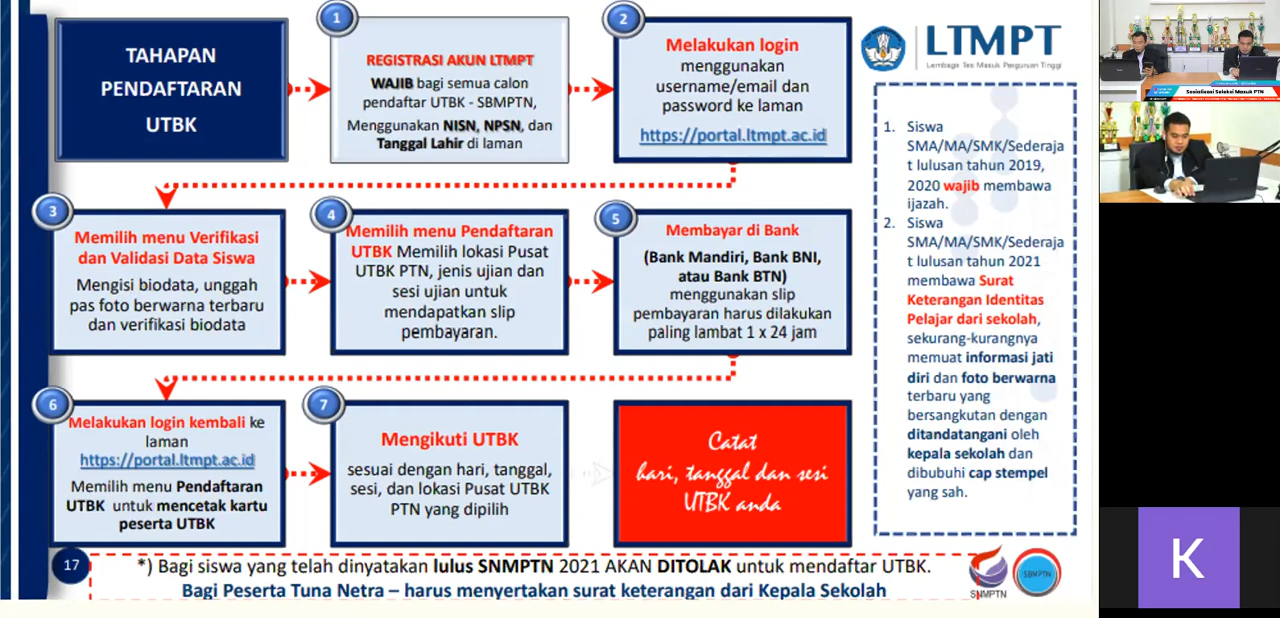 TAHAPAN
PENDAFTARAN
UTBK
1
REGISTRASI AKUN LTMPT
WAJIB bagi semua calon
pendaftar UTBK - SBMPTN,
Menggunakan NISN, NPSN, dan
Tanggal Lahir di laman
2
Melakukan login
menggunakan
username/email dan
password ke laman
https://portal.ltmpt.ac.id
3
Memilih menu Verifikasi
dan Validasi Data Siswa
Mengisi biodata, unggah
pas foto berwarna terbaru
dan verifikasi biodata
4
Memilih menu Pendaftaran
UTBK Memilih lokasi Pusat
UTBK PTN, jenis ujian dan
sesi ujian untuk
mendapatkan slip
pembayaran.
5
Membayar di Bank
(Bank Mandiri, Bank BNI,
atau Bank BTN)
menggunakan slip
pembayaran harus dilakukan
paling lambat 1 x 24 jam
6
Melakukan login kembali ke
laman
https://portal.ltmpt.ac.id
Memilih menu Pendaftaran
UTBK untuk mencetak kartu
peserta UTBK
7
Mengikuti UTBK
sesuai dengan hari, tanggal,
sesi, dan lokasi Pusat UTBK
PTN yang dipilih
Catat
hari, tanggal dan sesi
UTBK anda
LTMPT
Lembaga Tes Masuk Perguruan Tinggi
1. Siswa
SMA/MA/SMK/Sederaja
t lulusan tahun 2019,
2020 wajib membawa
ijazah.
2. Siswa
SMA/MA/SMK/Sederaja
t lulusan tahun 2021
membawa Surat
Keterangan Identitas
Pelajar dari sekolah,
sekurang-kurangnya
memuat informasi jati
diri dan foto berwarna
terbaru yang
bersangkutan dengan
ditandatangani oleh
kepala sekolah dan
dibubuhi cap stempel
yang sah.
17
*) Bagi siswa yang telah dinyatakan lulus SNMPTN 2021 AKAN DITOLAK untuk mendaftar UTBK.
Bagi Peserta Tuna Netra – harus menyertakan surat keterangan dari Kepala Sekolah
SNMPTN
SBMPTN
Sosialisasi Seleksi Masuk PTN
K